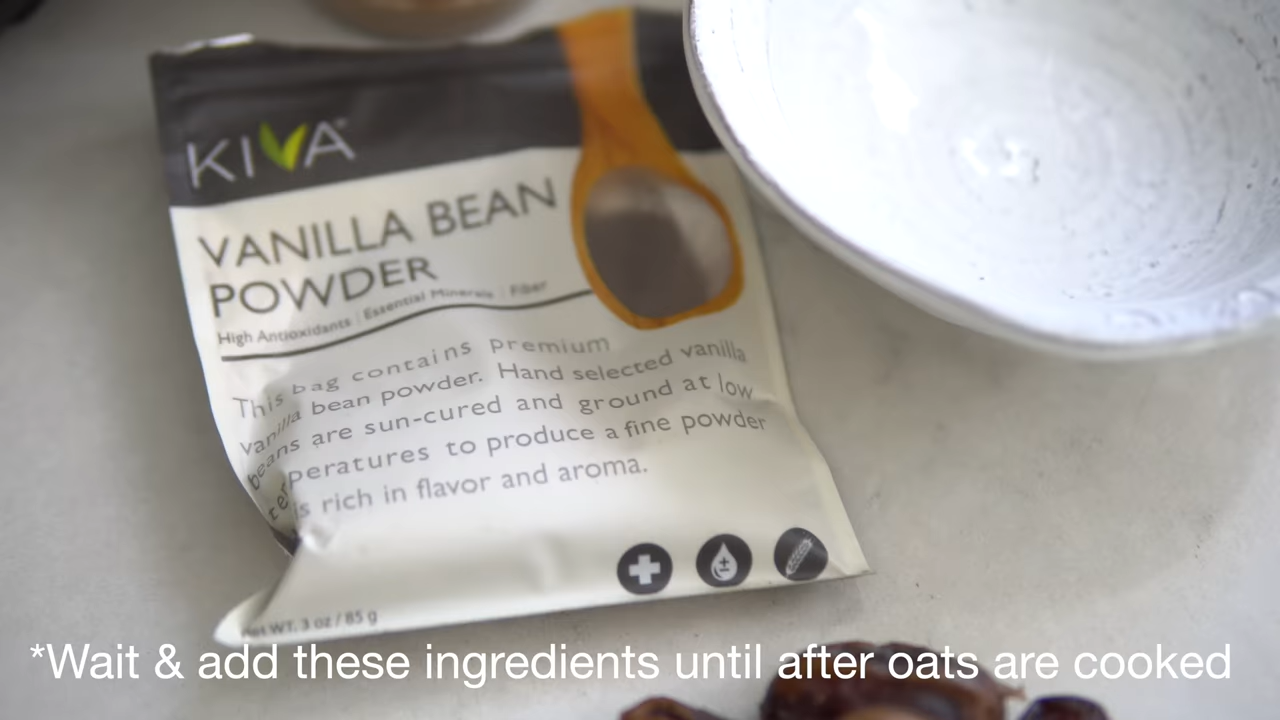 KIVA™
VANILLA BEAN
POWDER
High Antioxidants | Essential Minerals | Fiber
This bag contains premium
vanilla bean powder. Hand selected vanilla
beans are sun-cured and ground at low
peratures to produce a fine powder
is rich in flavor and aroma.
Net WT. 3 oz / 85 g
*Wait & add these ingredients until after oats are cooked